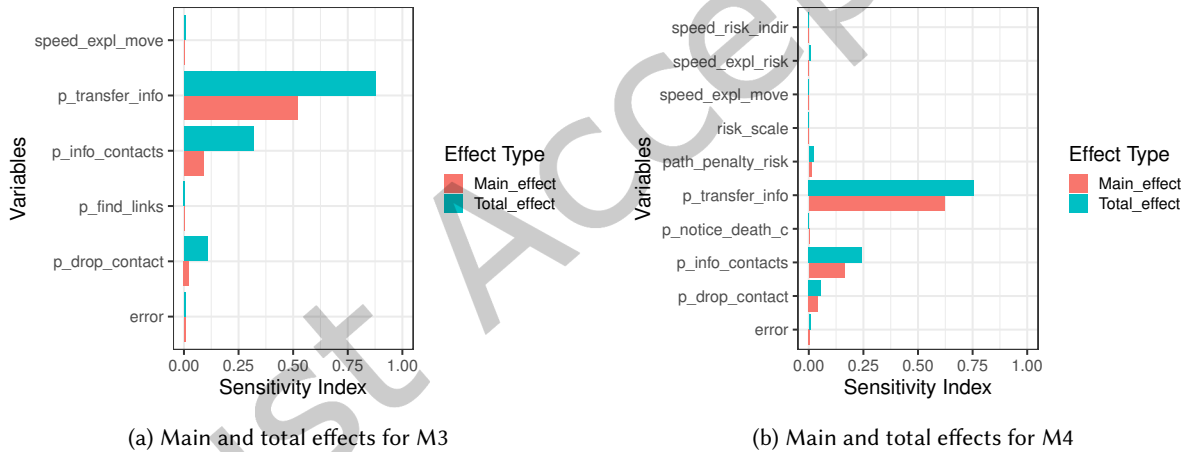 speed_expl_move
p_transfer_info
p_info_contacts
p_find_links
p_drop_contact
error
Variables
0.00 0.25 0.50 0.75 1.00
Sensitivity Index
Effect Type
Main_effect
Total_effect
(a) Main and total effects for M3
speed_risk_indir
speed_expl_risk
speed_expl_move
risk_scale
path_penalty_risk
p_transfer_info
p_notice_death_c
p_info_contacts
p_drop_contact
error
Variables
0.00 0.25 0.50 0.75 1.00
Sensitivity Index
Effect Type
Main_effect
Total_effect
(b) Main and total effects for M4
ust Accep